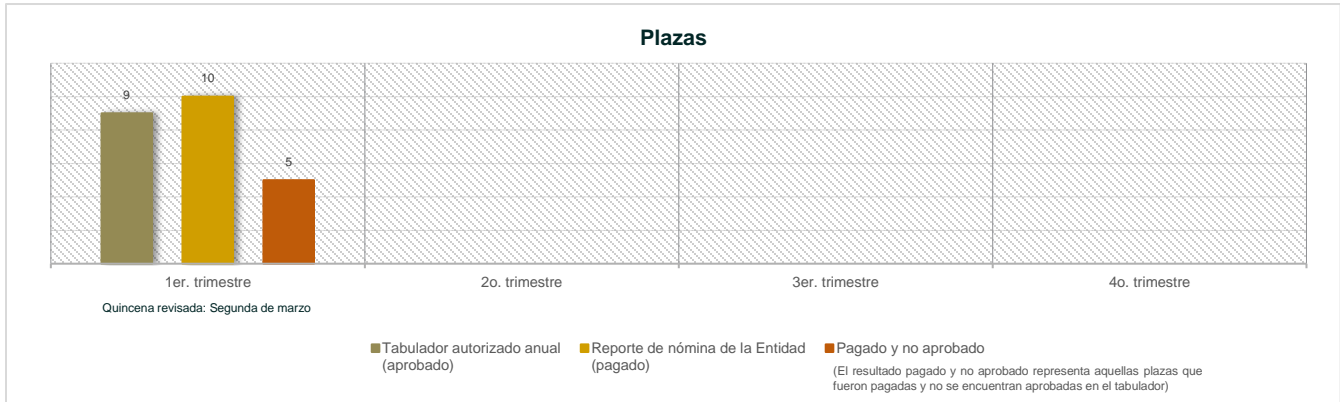 Plazas
9
10
5
1er. trimestre
2o. trimestre
3er. trimestre
4o. trimestre
Quincena revisada: Segunda de marzo
Tabulador autorizado anual
(aprobado)
Reporte de nómina de la Entidad
(pagado)
Pagado y no aprobado
(El resultado pagado y no aprobado representa aquellas plazas que
fueron pagadas y no se encuentran aprobadas en el tabulador)